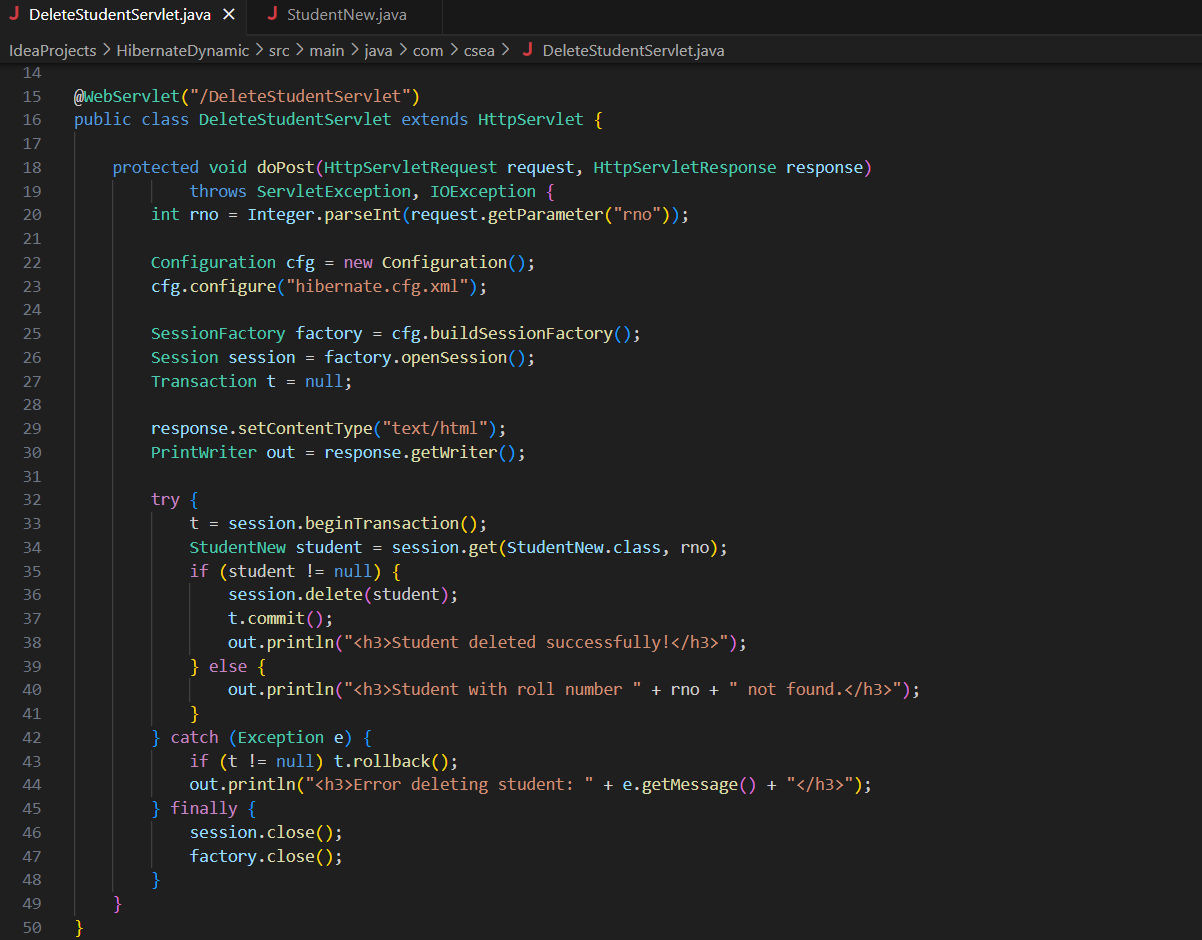 J DeleteStudentServlet.java × J StudentNew.java
IdeaProjects > HibernateDynamic > src > main > java > com > csea > J DeleteStudentServlet.java
14
15 @WebServlet("/DeleteStudentServlet")
16 public class DeleteStudentServlet extends HttpServlet {
17
18     protected void doPost(HttpServletRequest request, HttpServletResponse response)
19             throws ServletException, IOException {
20         int rno = Integer.parseInt(request.getParameter("rno"));
21
22         Configuration cfg = new Configuration();
23         cfg.configure("hibernate.cfg.xml");
24
25         SessionFactory factory = cfg.buildSessionFactory();
26         Session session = factory.openSession();
27         Transaction t = null;
28
29         response.setContentType("text/html");
30         PrintWriter out = response.getWriter();
31
32         try {
33             t = session.beginTransaction();
34             StudentNew student = session.get(StudentNew.class, rno);
35             if (student != null) {
36                 session.delete(student);
37                 t.commit();
38                 out.println("<h3>Student deleted successfully!</h3>");
39             } else {
40                 out.println("<h3>Student with roll number " + rno + " not found.</h3>");
41             }
42         } catch (Exception e) {
43             if (t != null) t.rollback();
44             out.println("<h3>Error deleting student: " + e.getMessage() + "</h3>");
45         } finally {
46             session.close();
47             factory.close();
48         }
49     }
50 }